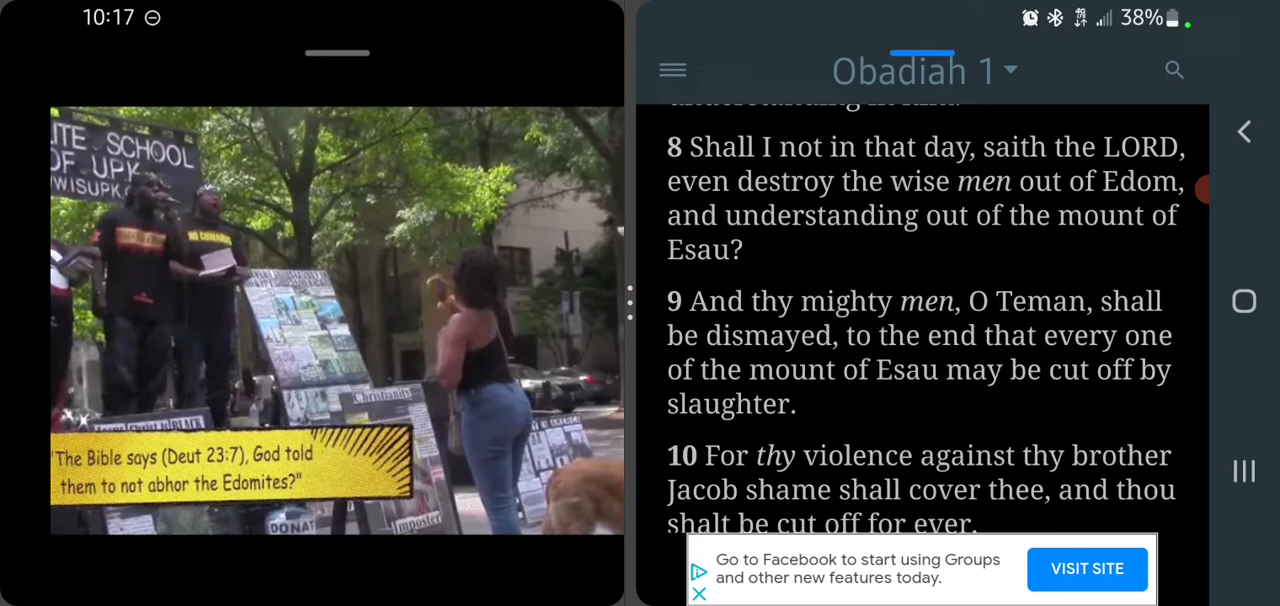 10:17
ITE SCHOOL
OF UPK
W.ISUPK
Christianity
"The Bible says (Deut 23:7), God told
them to not abhor the Edomites?"
DONAT
Imposter
38%
Obadiah 1
8 Shall I not in that day, saith the LORD,
even destroy the wise men out of Edom,
and understanding out of the mount of
Esau?
9 And thy mighty men, O Teman, shall
be dismayed, to the end that every one
of the mount of Esau may be cut off by
slaughter.
10 For thy violence against thy brother
Jacob shame shall cover thee, and thou
shalt be cut off for ever.
Go to Facebook to start using Groups
and other new features today.
VISIT SITE